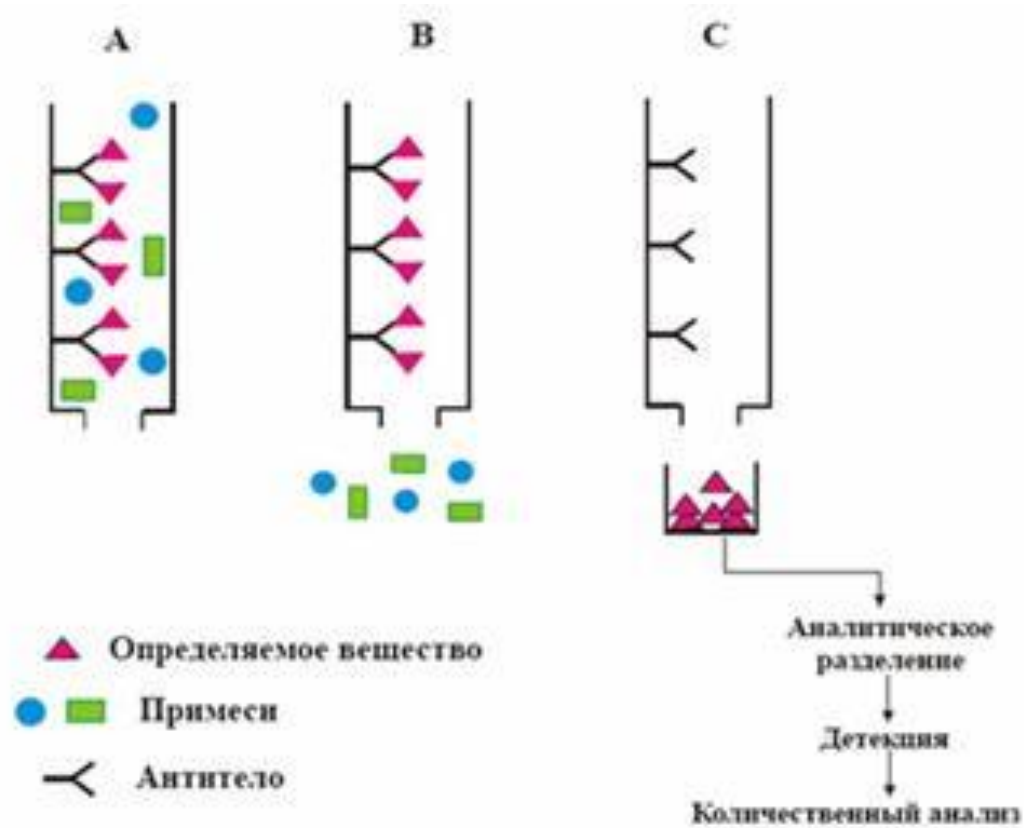 A B C
Определяемое вещество
Примеси
Антитело
Аналитическое
разделение
Детекция
Количественный анализ